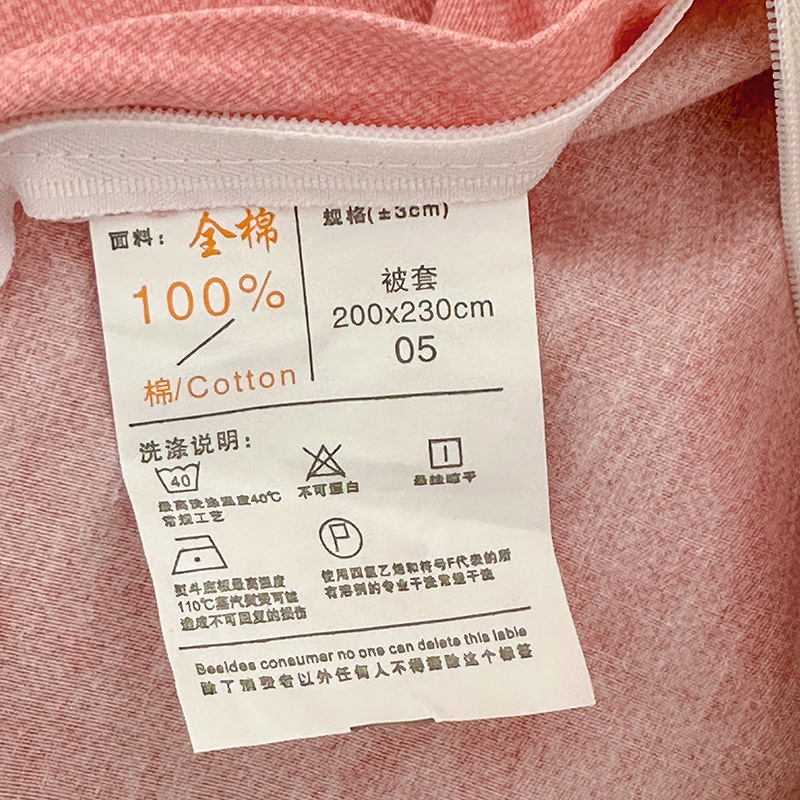 面料：全棉
100%
棉/Cotton
规格(±3cm)
被套
200x230cm
05
洗涤说明：
40
最高洗涤温度40℃
常规工艺
不可漂白
悬挂晾干
熨斗底板最高温度
110℃蒸汽熨烫可能
造成不可回复的损伤
P
使用四氯乙烯和符号F代表的所
有溶剂的专业干洗常规干洗
Besides consumer no one can delete this lable
除了消费者以外任何人不得撕除这个标签